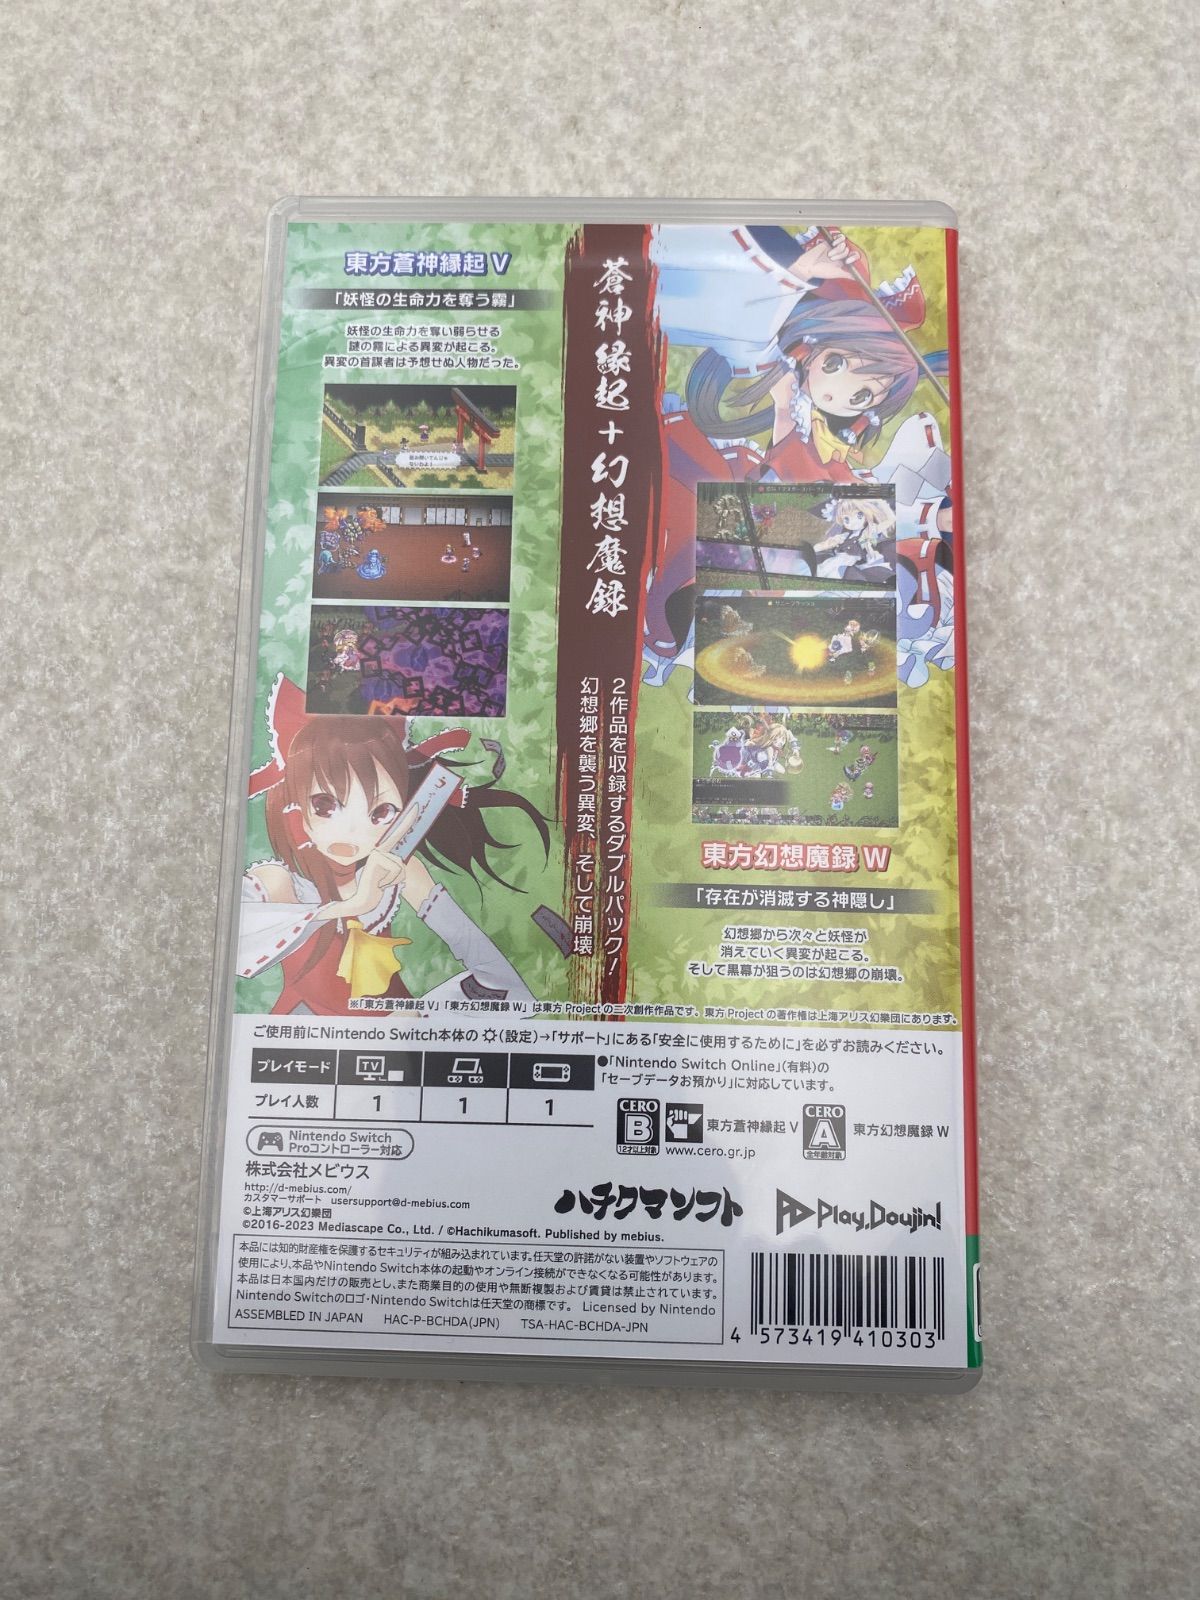 東方蒼神縁起 V
「妖怪の生命力を奪う霧」
妖怪の生命力を奪い弱らせる
謎の霧による異変が起こる。
異変の首謀者は予想せぬ人物だった。
蒼神縁起+幻想魔録
2作品を収録するダブルパック！
幻想郷を襲う異変、そして崩壊
東方幻想魔録 W
「存在が消滅する神隠し」
幻想郷から次々と妖怪が
消えていく異変が起こる。
そして黒幕が狙うのは幻想郷の崩壊。
※「東方蒼神縁起 V」「東方幻想魔録 W」は東方 Projectの二次創作作品です。東方 Projectの著作権は上海アリス幻樂団にあります。
ご使用前にNintendo Switch本体の(設定)→「サポート」にある「安全に使用するために」を必ずお読みください。
プレイモード TV
プレイ人数 1 1 1
●「Nintendo Switch Online」(有料)の
「セーブデータお預かり」に対応しています。
CERO B 12才以上対象 東方蒼神縁起 V
www.cero.gr.jp
CERO A 全年齢対象 東方幻想魔録 W
Nintendo Switch
Proコントローラー対応
株式会社メビウス
http://d-mebius.com/
カスタマーサポート usersupport@d-mebius.com
©上海アリス幻樂団
©2016-2023 Mediascape Co., Ltd. / ©Hachikumasoft. Published by mebius.
ハチクマソフト
Play,Doujin!
本品には知的財産権を保護するセキュリティが組み込まれています。任天堂の許諾がない装置やソフトウェアの
使用により、本品やNintendo Switch本体の起動やオンライン接続ができなくなる可能性があります。
本品は日本国内だけの販売とし、また商業目的の使用や無断複製および賃貸は禁止されています。
Nintendo Switchのロゴ・Nintendo Switchは任天堂の商標です。 Licensed by Nintendo
ASSEMBLED IN JAPAN HAC-P-BCHDA(JPN) TSA-HAC-BCHDA-JPN
4 573419 410303